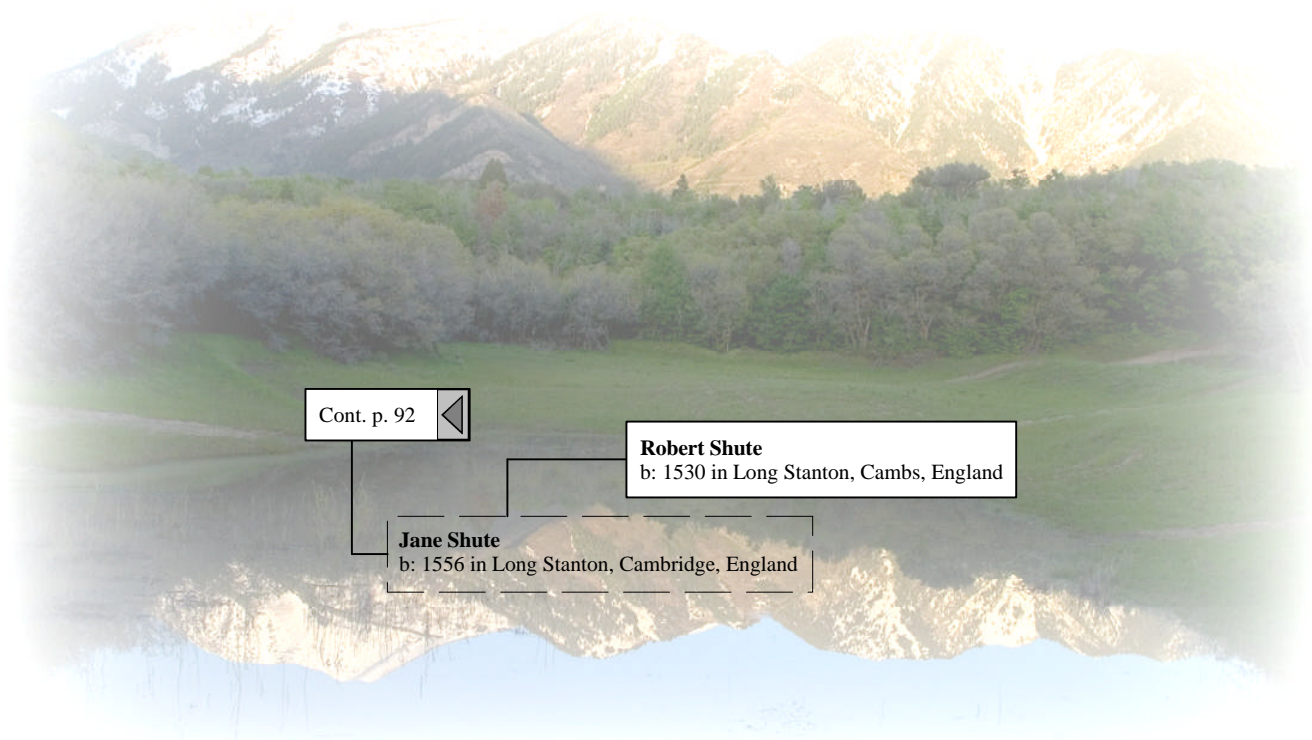 Cont. p. 92
Robert Shute
b: 1530 in Long Stanton, Cambs, England
Jane Shute
b: 1556 in Long Stanton, Cambridge, England